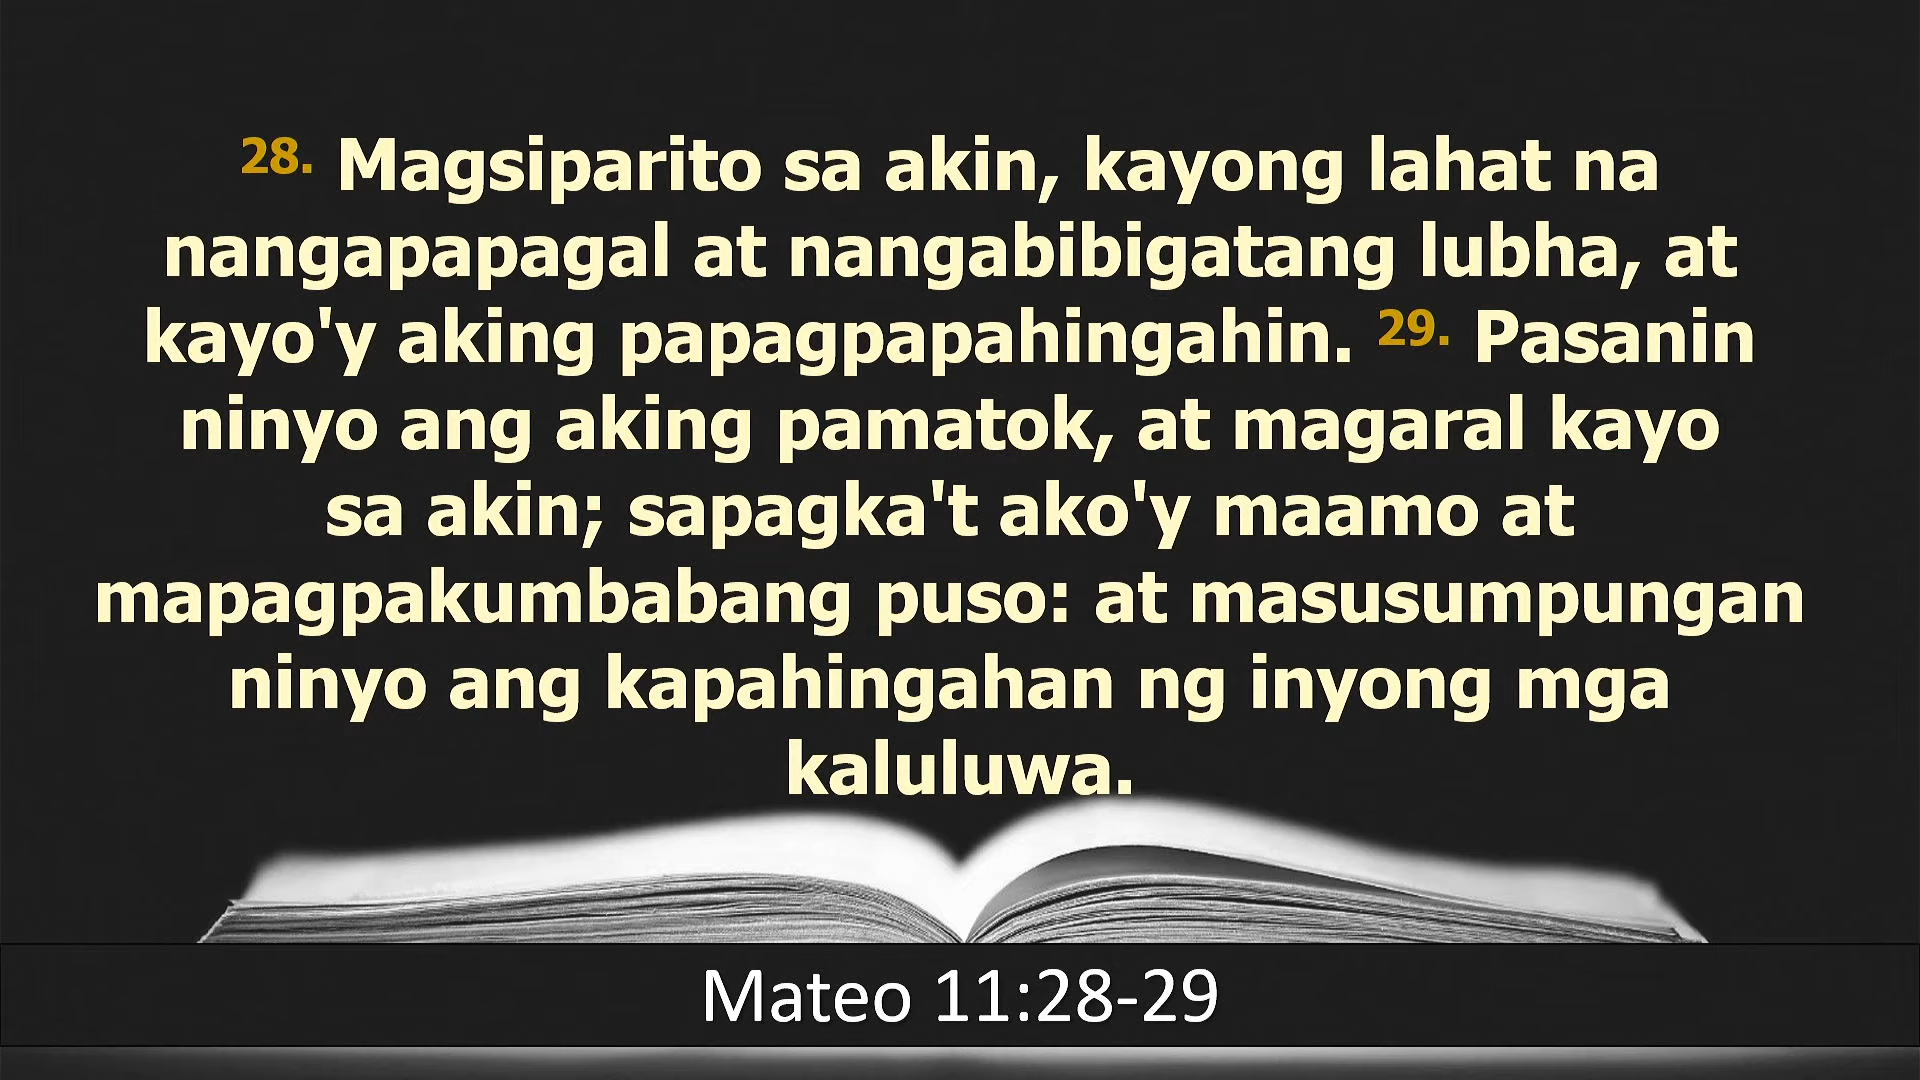 28. Magsiparito sa akin, kayong lahat na
nangapapagal at nangabibigatang lubha, at
kayo'y aking papagpapahingahin. 29. Pasanin
ninyo ang aking pamatok, at magaral kayo
sa akin; sapagka't ako'y maamo at
mapagpakumbabang puso: at masusumpungan
ninyo ang kapahingahan ng inyong mga
kaluluwa.
Mateo 11:28-29